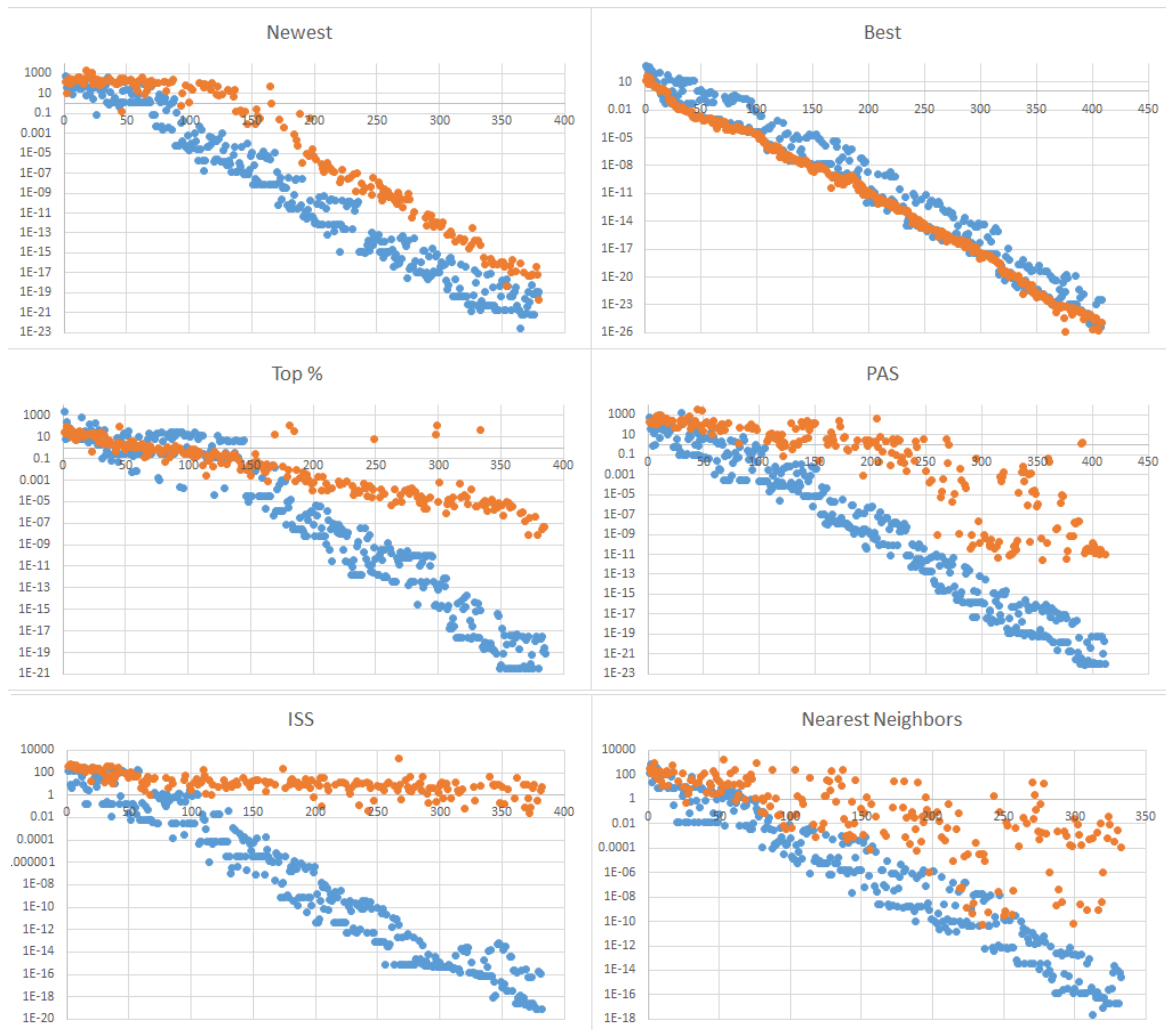 Newest
1000
10
0.1
0 50 100 150 200 250 300 350 400
0.001
1E-05
1E-07
1E-09
1E-11
1E-13
1E-15
1E-17
1E-19
1E-21
1E-23
Best
10
0.01
0 50 100 150 200 250 300 350 400 450
1E-05
1E-08
1E-11
1E-14
1E-17
1E-20
1E-23
1E-26
Top %
1000
10
0.1
0 50 100 150 200 250 300 350 400
0.001
1E-05
1E-07
1E-09
1E-11
1E-13
1E-15
1E-17
1E-19
1E-21
PAS
1000
10
0.1
0 50 100 150 200 250 300 350 400 450
0.001
1E-05
1E-07
1E-09
1E-11
1E-13
1E-15
1E-17
1E-19
1E-21
1E-23
ISS
10000
100
1
0 50 100 150 200 250 300 350 400
0.01
0.0001
.000001
1E-08
1E-10
1E-12
1E-14
1E-16
1E-18
1E-20
Nearest Neighbors
10000
100
1
0 50 100 150 200 250 300 350
0.01
0.0001
1E-06
1E-08
1E-10
1E-12
1E-14
1E-16
1E-18